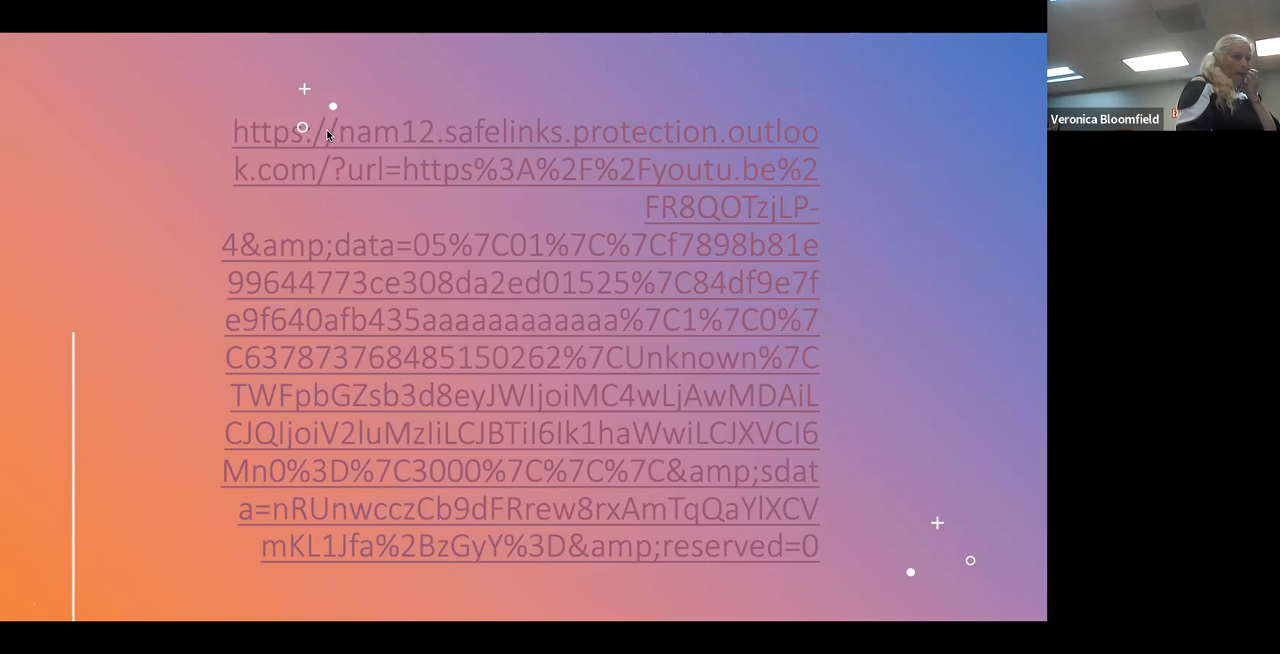 https://nam12.safelinks.protection.outloo
k.com/?url=https%3A%2F%2Fyoutu.be%2
FR8QOTzjLP-
4&amp;data=05%7C01%7C%7Cf7898b81e
99644773ce308da2ed01525%7C84df9e7f
e9f640afb435aaaaaaaaaaaa%7C1%7C0%7
C637873768485150262%7CUnknown%7C
TWFpbGZsb3d8eyJWIjoiMC4wLjAwMDAiL
CJQIjoiV2luMzIiLCJBTiI6Ik1haWwiLCJXVCI6
Mn0%3D%7C3000%7C%7C%7C&amp;sdat
a=nRUnwcczCb9dFRrew8rxAmTqQaYlXCV
mKL1Jfa%2BzGyY%3D&amp;reserved=0
Veronica Bloomfield